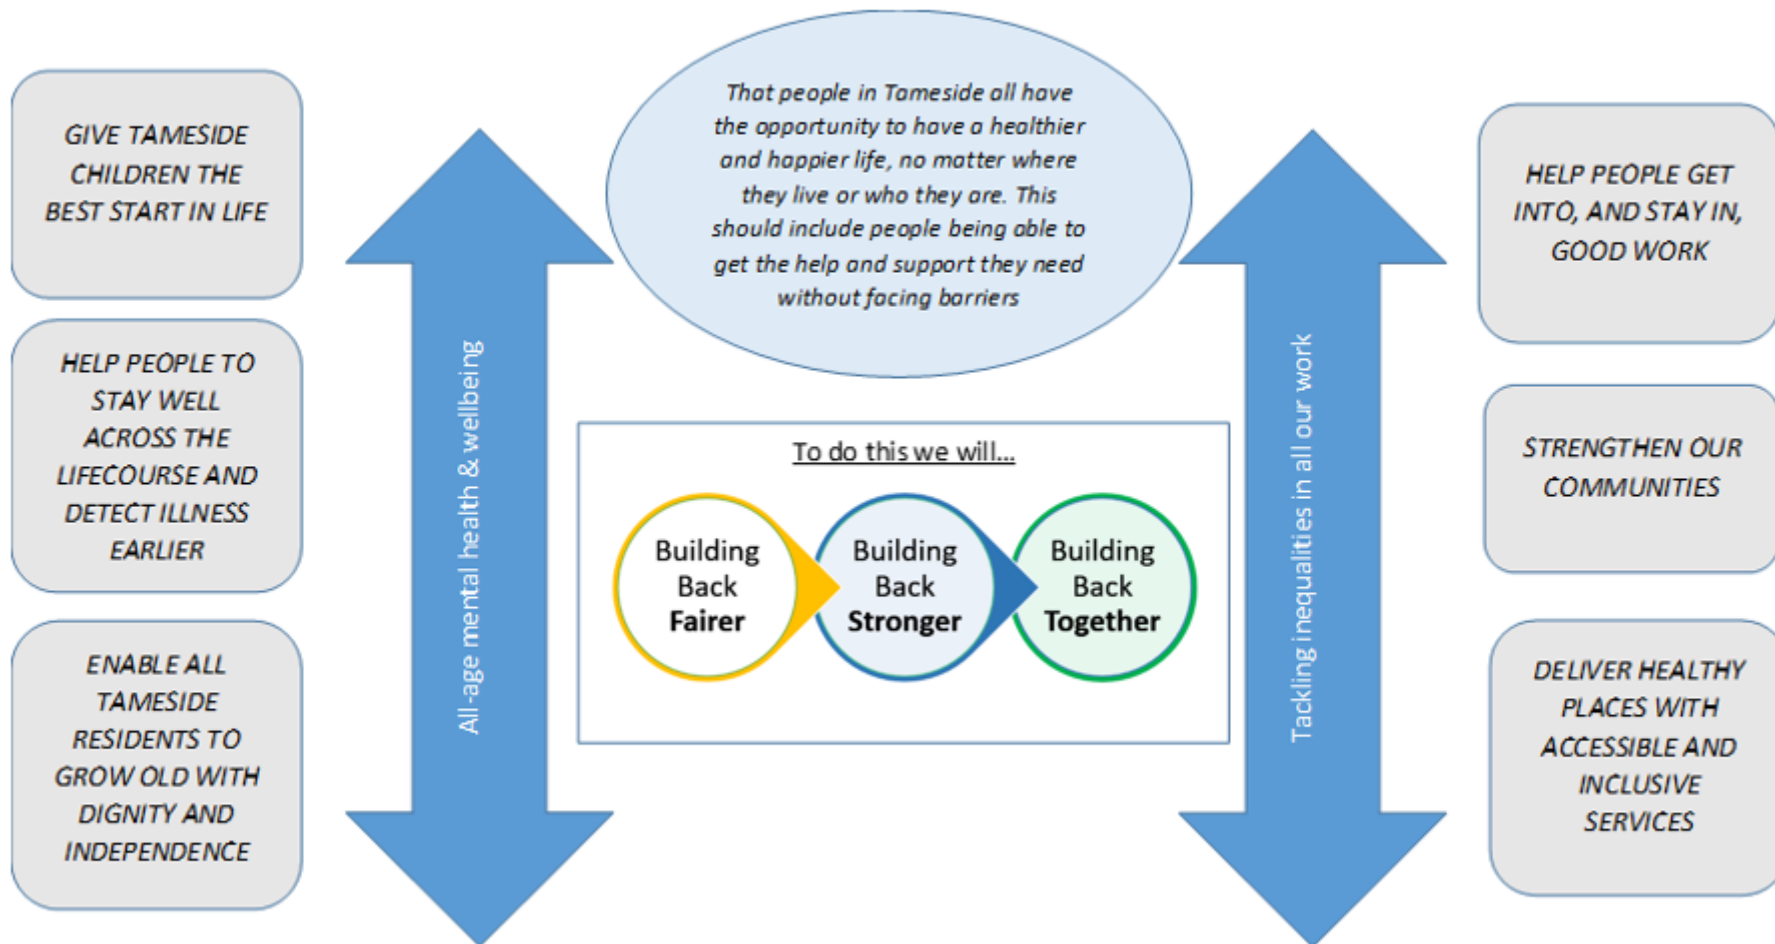 GIVE TAMESIDE
CHILDREN THE
BEST START IN LIFE
HELP PEOPLE TO
STAY WELL
ACROSS THE
LIFECOURSE AND
DETECT ILLNESS
EARLIER
ENABLE ALL
TAMESIDE
RESIDENTS TO
GROW OLD WITH
DIGNITY AND
INDEPENDENCE
All-age mental health & wellbeing
That people in Tameside all have
the opportunity to have a healthier
and happier life, no matter where
they live or who they are. This
should include people being able to
get the help and support they need
without facing barriers
To do this we will...
Building
Back
Fairer
Building
Back
Stronger
Building
Back
Together
Tackling inequalities in all our work
HELP PEOPLE GET
INTO, AND STAY IN,
GOOD WORK
STRENGTHEN OUR
COMMUNITIES
DELIVER HEALTHY
PLACES WITH
ACCESSIBLE AND
INCLUSIVE
SERVICES